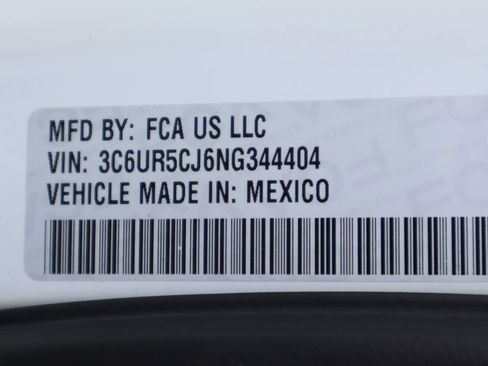 MFD BY: FCA US LLC
VIN: 3C6UR5CJ6NG344404
VEHICLE MADE IN: MEXICO